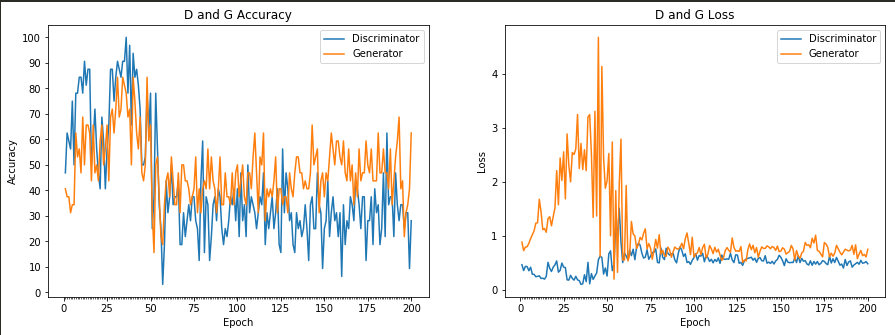 D and G Accuracy
Discriminator
Generator
Accuracy
100
90
80
70
60
50
40
30
20
10
0
0 25 50 75 100 125 150 175 200
Epoch
D and G Loss
Discriminator
Generator
Loss
4
3
2
1
0
0 25 50 75 100 125 150 175 200
Epoch